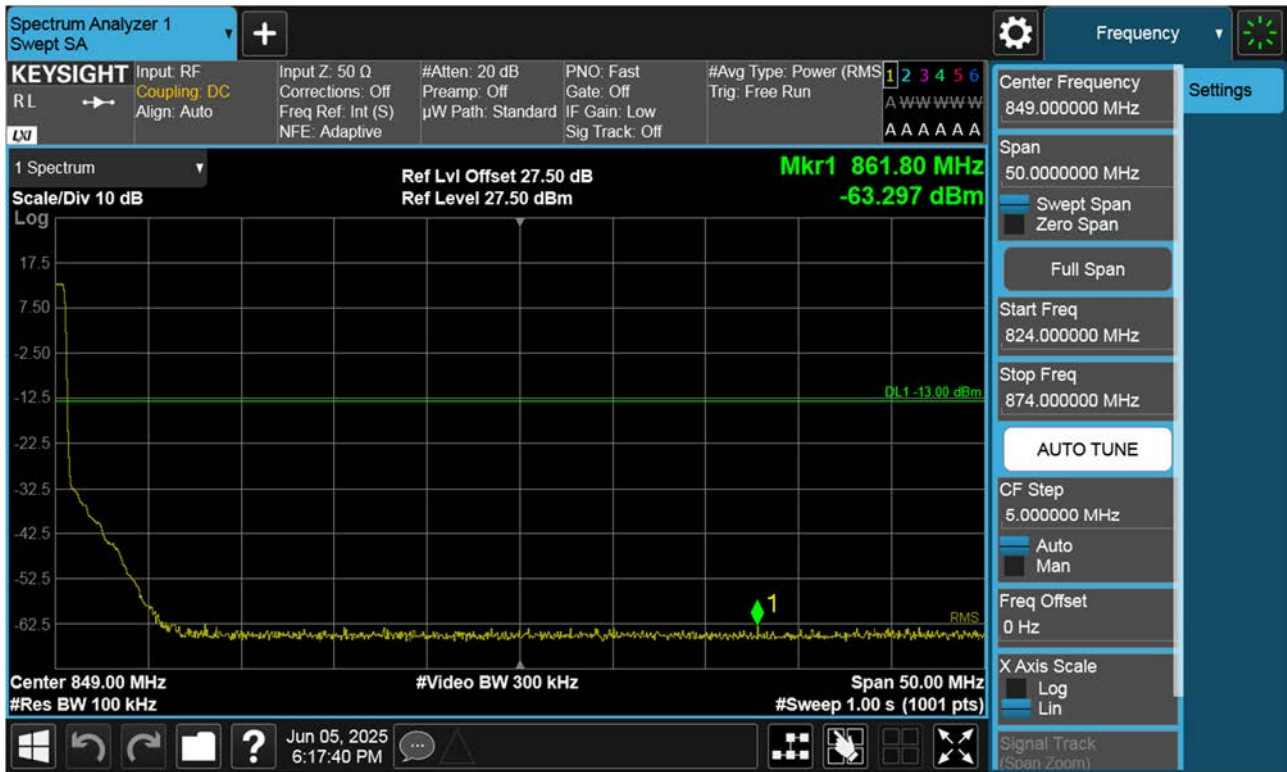 Spectrum Analyzer 1
Swept SA
Frequency
KEYSIGHT
RL
LXI
Input: RF
Coupling: DC
Align: Auto
Input Z: 50 Ω
Corrections: Off
Freq Ref: Int (S)
NFE: Adaptive
#Atten: 20 dB
Preamp: Off
µW Path: Standard
PNO: Fast
Gate: Off
IF Gain: Low
Sig Track: Off
#Avg Type: Power (RMS
Trig: Free Run
1 2 3 4 5 6
A W W W W W
A A A A A A
1 Spectrum
Scale/Div 10 dB
Ref Lvl Offset 27.50 dB
Ref Level 27.50 dBm
Mkr1 861.80 MHz
-63.297 dBm
Log
17.5
7.50
-2.50
-12.5
DL1 -13.00 dBm
-22.5
-32.5
-42.5
-52.5
1
-62.5
RMS
Center 849.00 MHz
#Res BW 100 kHz
#Video BW 300 kHz
Span 50.00 MHz
#Sweep 1.00 s (1001 pts)
Center Frequency
849.000000 MHz
Settings
Span
50.0000000 MHz
Swept Span
Zero Span
Full Span
Start Freq
824.000000 MHz
Stop Freq
874.000000 MHz
AUTO TUNE
CF Step
5.000000 MHz
Auto
Man
Freq Offset
0 Hz
X Axis Scale
Log
Lin
Signal Track
(Span Zoom)
?
Jun 05, 2025
6:17:40 PM